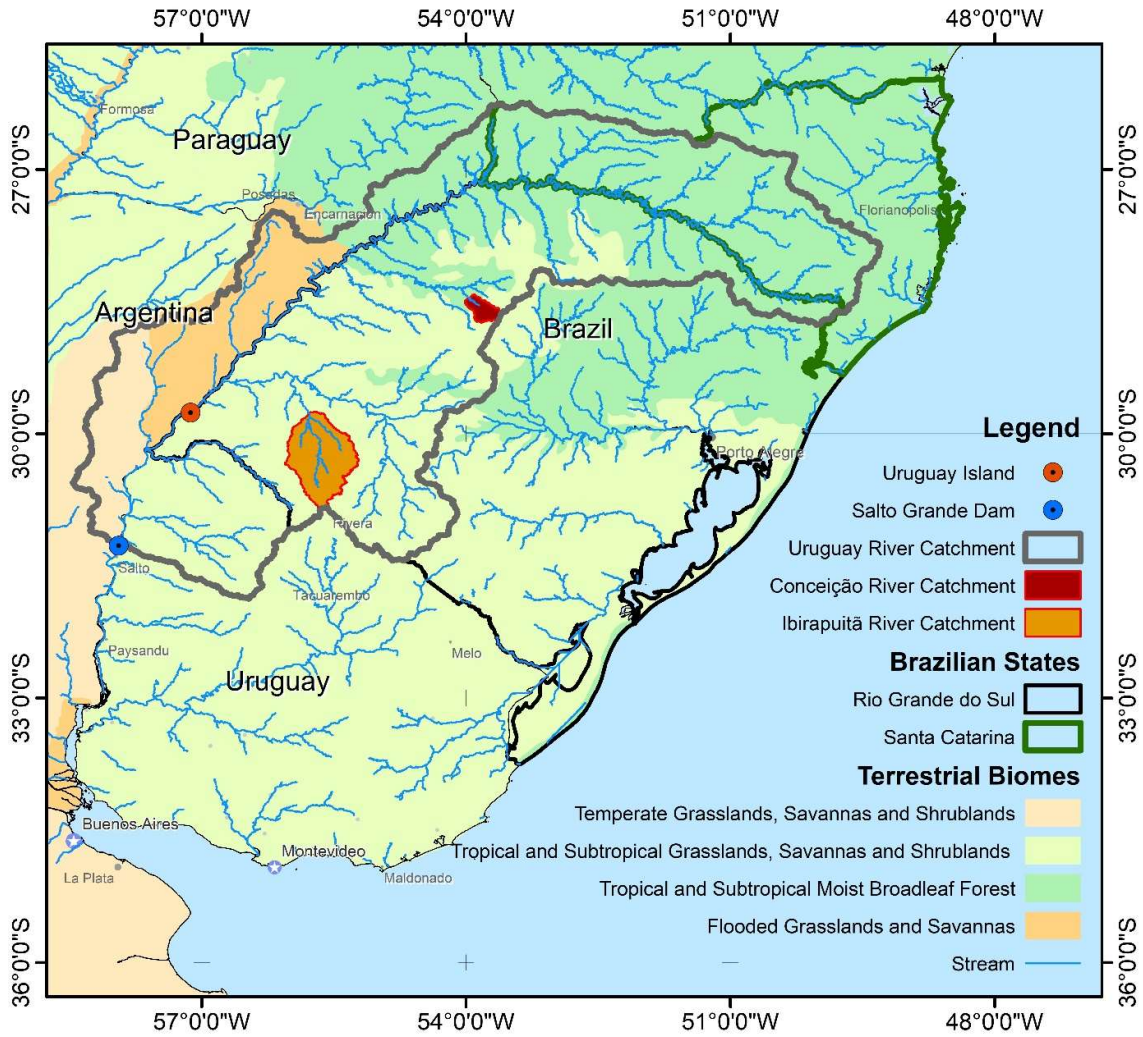 57°0'0"W
54°0'0"W
51°0'0"W
48°0'0"W
Formosa
Paraguay
27°0'0"S
27°0'0"S
Posadas
Encarnación
Florianopolis
Argentina
Brazil
30°0'0"S
30°0'0"S
Porto Alegre
Rivera
Salto
Tacuarembo
Paysandu
Melo
Uruguay
33°0'0"S
33°0'0"S
Buenos Aires
Montevideo
La Plata
Maldonado
36°0'0"S
36°0'0"S
57°0'0"W
54°0'0"W
51°0'0"W
48°0'0"W
Legend
Uruguay Island
Salto Grande Dam
Uruguay River Catchment
Conceição River Catchment
Ibirapuitã River Catchment
Brazilian States
Rio Grande do Sul
Santa Catarina
Terrestrial Biomes
Temperate Grasslands, Savannas and Shrublands
Tropical and Subtropical Grasslands, Savannas and Shrublands
Tropical and Subtropical Moist Broadleaf Forest
Flooded Grasslands and Savannas
Stream